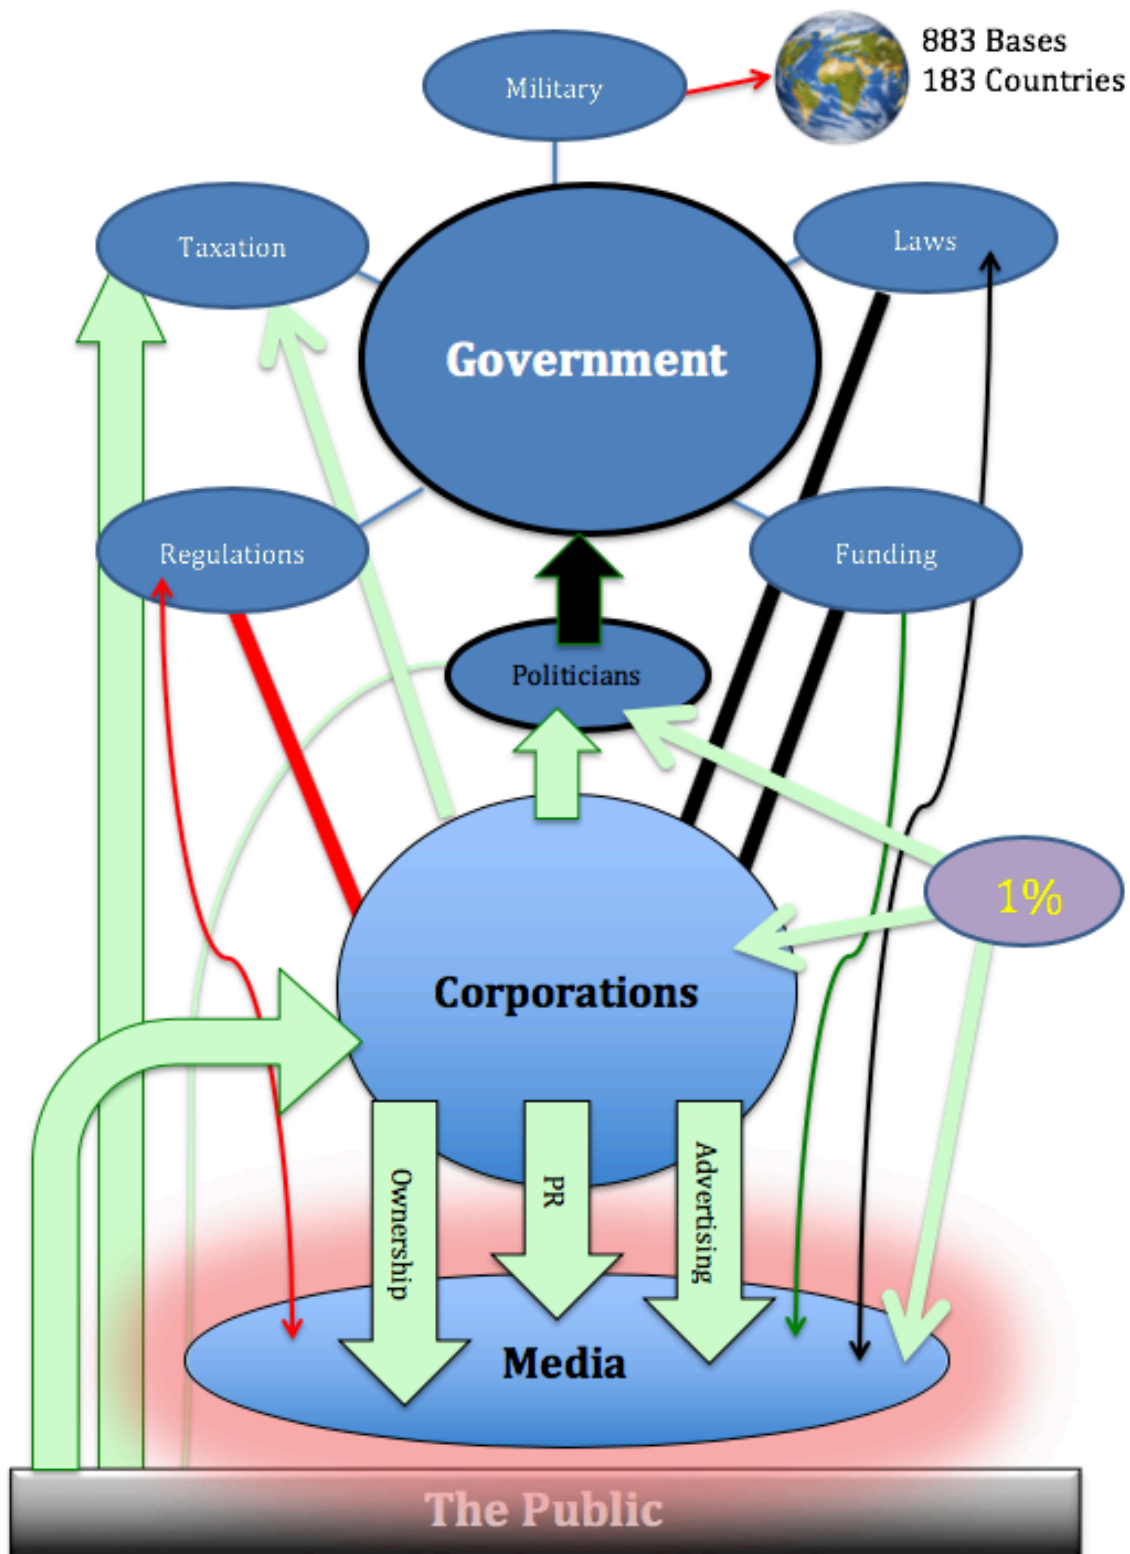 883 Bases
183 Countries
Military
Taxation
Laws
Government
Regulations
Funding
Politicians
1%
Corporations
Ownership
PR
Advertising
Media
The Public